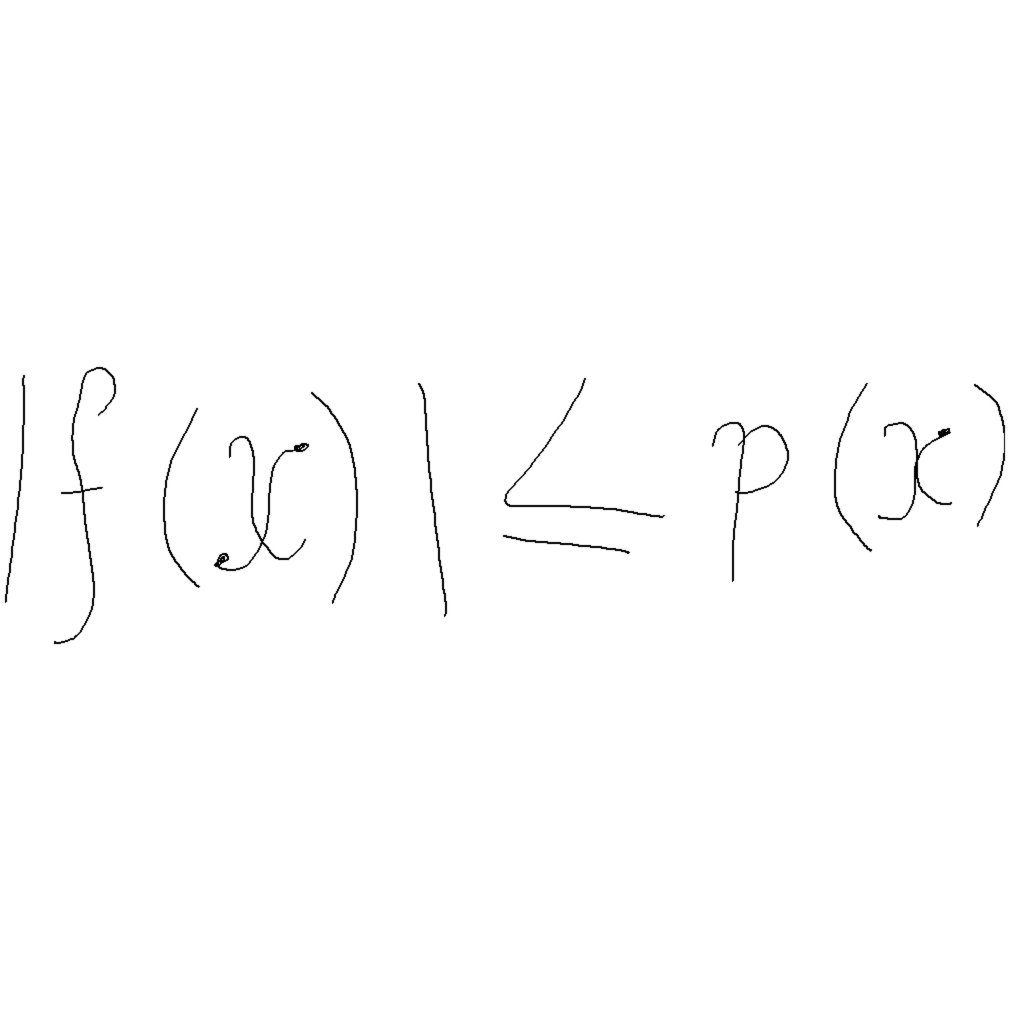 |f(x)| ≤ p(x)